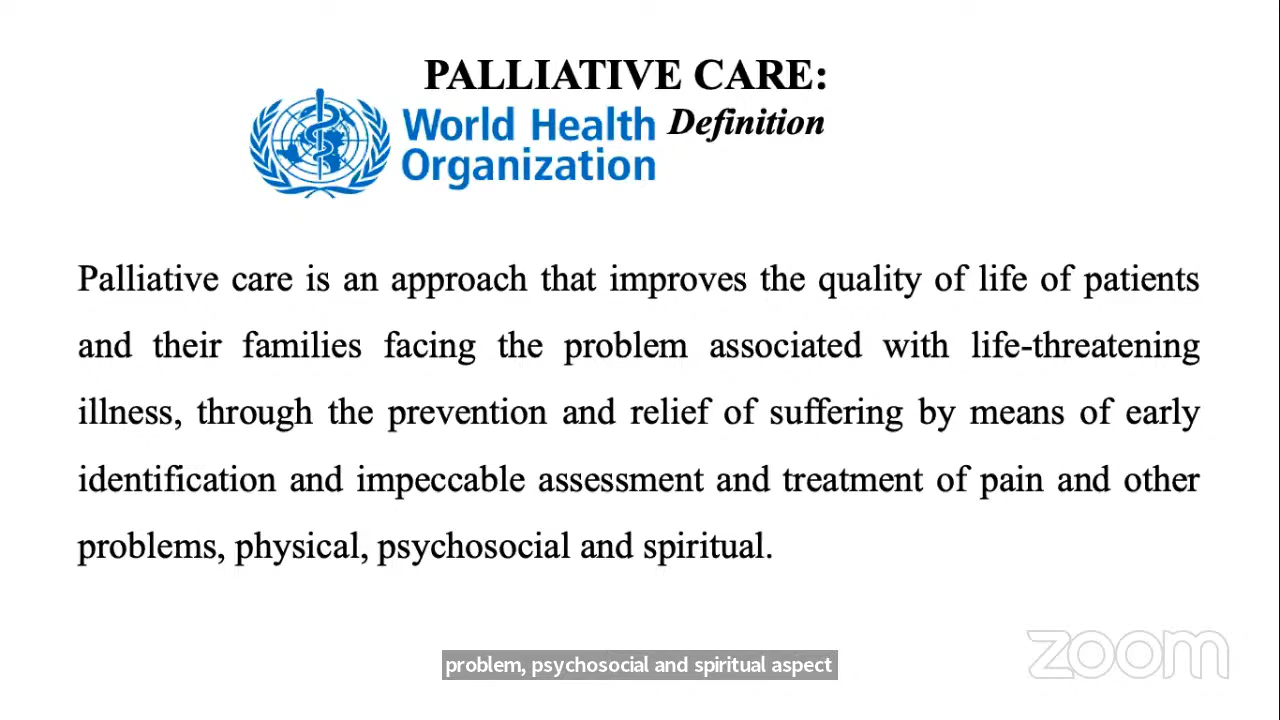 PALLIATIVE CARE:
World Health
Organization
Definition
Palliative care is an approach that improves the quality of life of patients
and their families facing the problem associated with life-threatening
illness, through the prevention and relief of suffering by means of early
identification and impeccable assessment and treatment of pain and other
problems, physical, psychosocial and spiritual.
problem, psychosocial and spiritual aspect
zoom